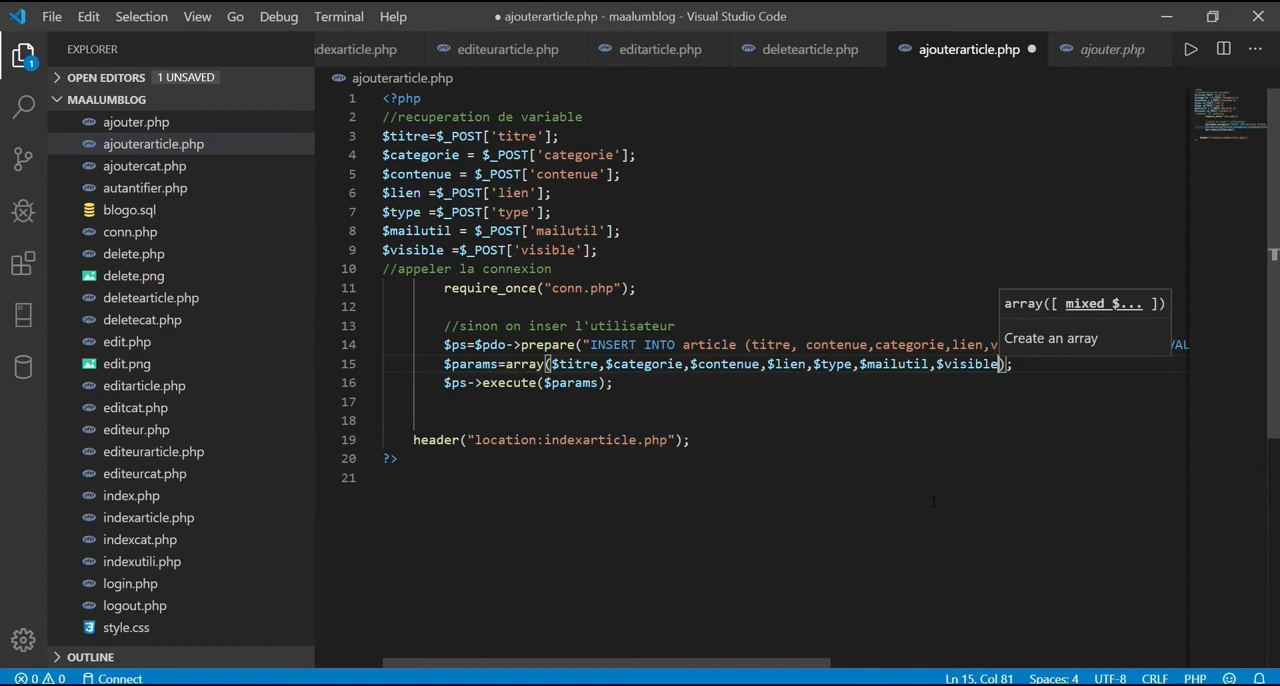 File Edit Selection View Go Debug Terminal Help
● ajouterarticle.php - maalumblog - Visual Studio Code
EXPLORER
1
OPEN EDITORS 1 UNSAVED
MAALUMBLOG
ajouter.php
ajouterarticle.php
ajoutercat.php
autantifier.php
blogo.sql
conn.php
delete.php
delete.png
deletearticle.php
deletecat.php
edit.php
edit.png
editarticle.php
editcat.php
editeur.php
editeurarticle.php
editeurcat.php
index.php
indexarticle.php
indexcat.php
indexutili.php
login.php
logout.php
style.css
OUTLINE
dexarticle.php editeurarticle.php editarticle.php deletearticle.php ajouterarticle.php ajouter.php
ajouterarticle.php
1 <?php
2 //recuperation de variable
3 $titre=$_POST['titre'];
4 $categorie = $_POST['categorie'];
5 $contenue = $_POST['contenue'];
6 $lien =$_POST['lien'];
7 $type =$_POST['type'];
8 $mailutil = $_POST['mailutil'];
9 $visible =$_POST['visible'];
10 //appeler la connexion
11 require_once("conn.php");
12
13 //sinon on inser l'utilisateur
14 $ps=$pdo->prepare("INSERT INTO article (titre, contenue,categorie,lien,v VAL
15 $params=array($titre,$categorie,$contenue,$lien,$type,$mailutil,$visible);
16 $ps->execute($params);
17
18
19 header("location:indexarticle.php");
20 ?>
21
array([ mixed $... ])
Create an array
0 0 Connect
Ln 15, Col 81 Spaces: 4 UTF-8 CRLF PHP